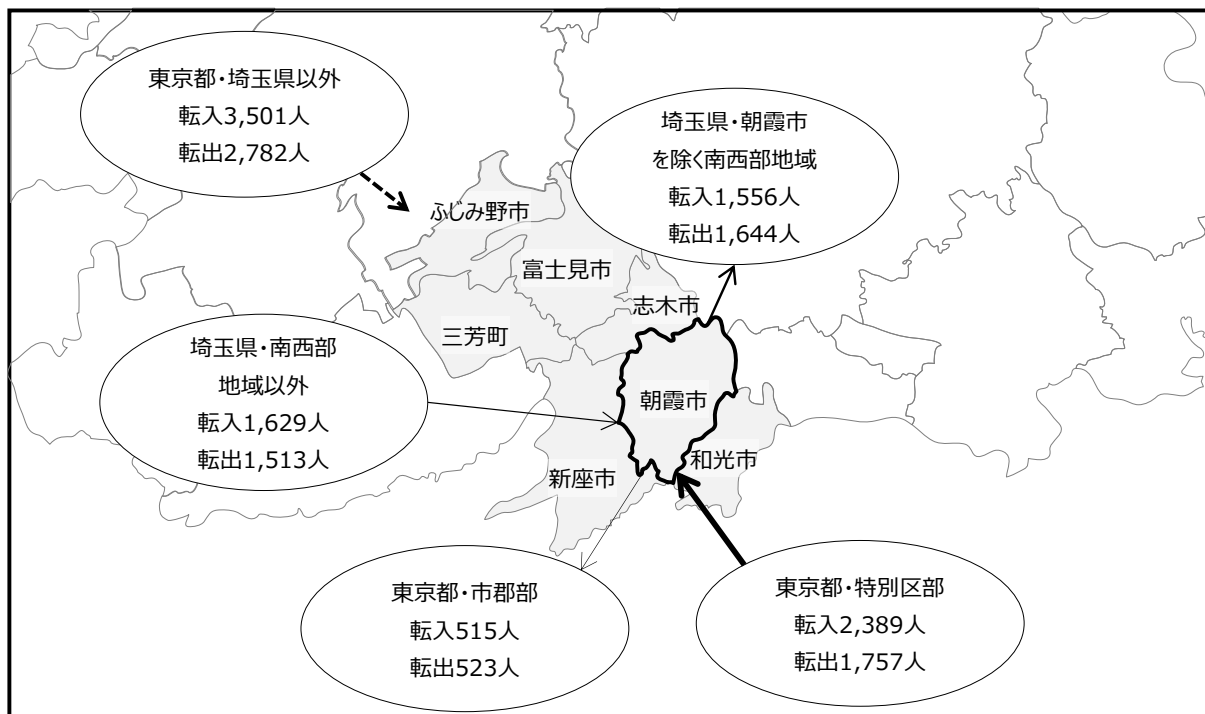 東京都・埼玉県以外
転入3,501人
転出2,782人
埼玉県・朝霞市
を除く南西部地域
転入1,556人
転出1,644人
ふじみ野市
富士見市
志木市
三芳町
埼玉県・南西部
地域以外
転入1,629人
転出1,513人
朝霞市
和光市
新座市
東京都・市郡部
転入515人
転出523人
東京都・特別区部
転入2,389人
転出1,757人